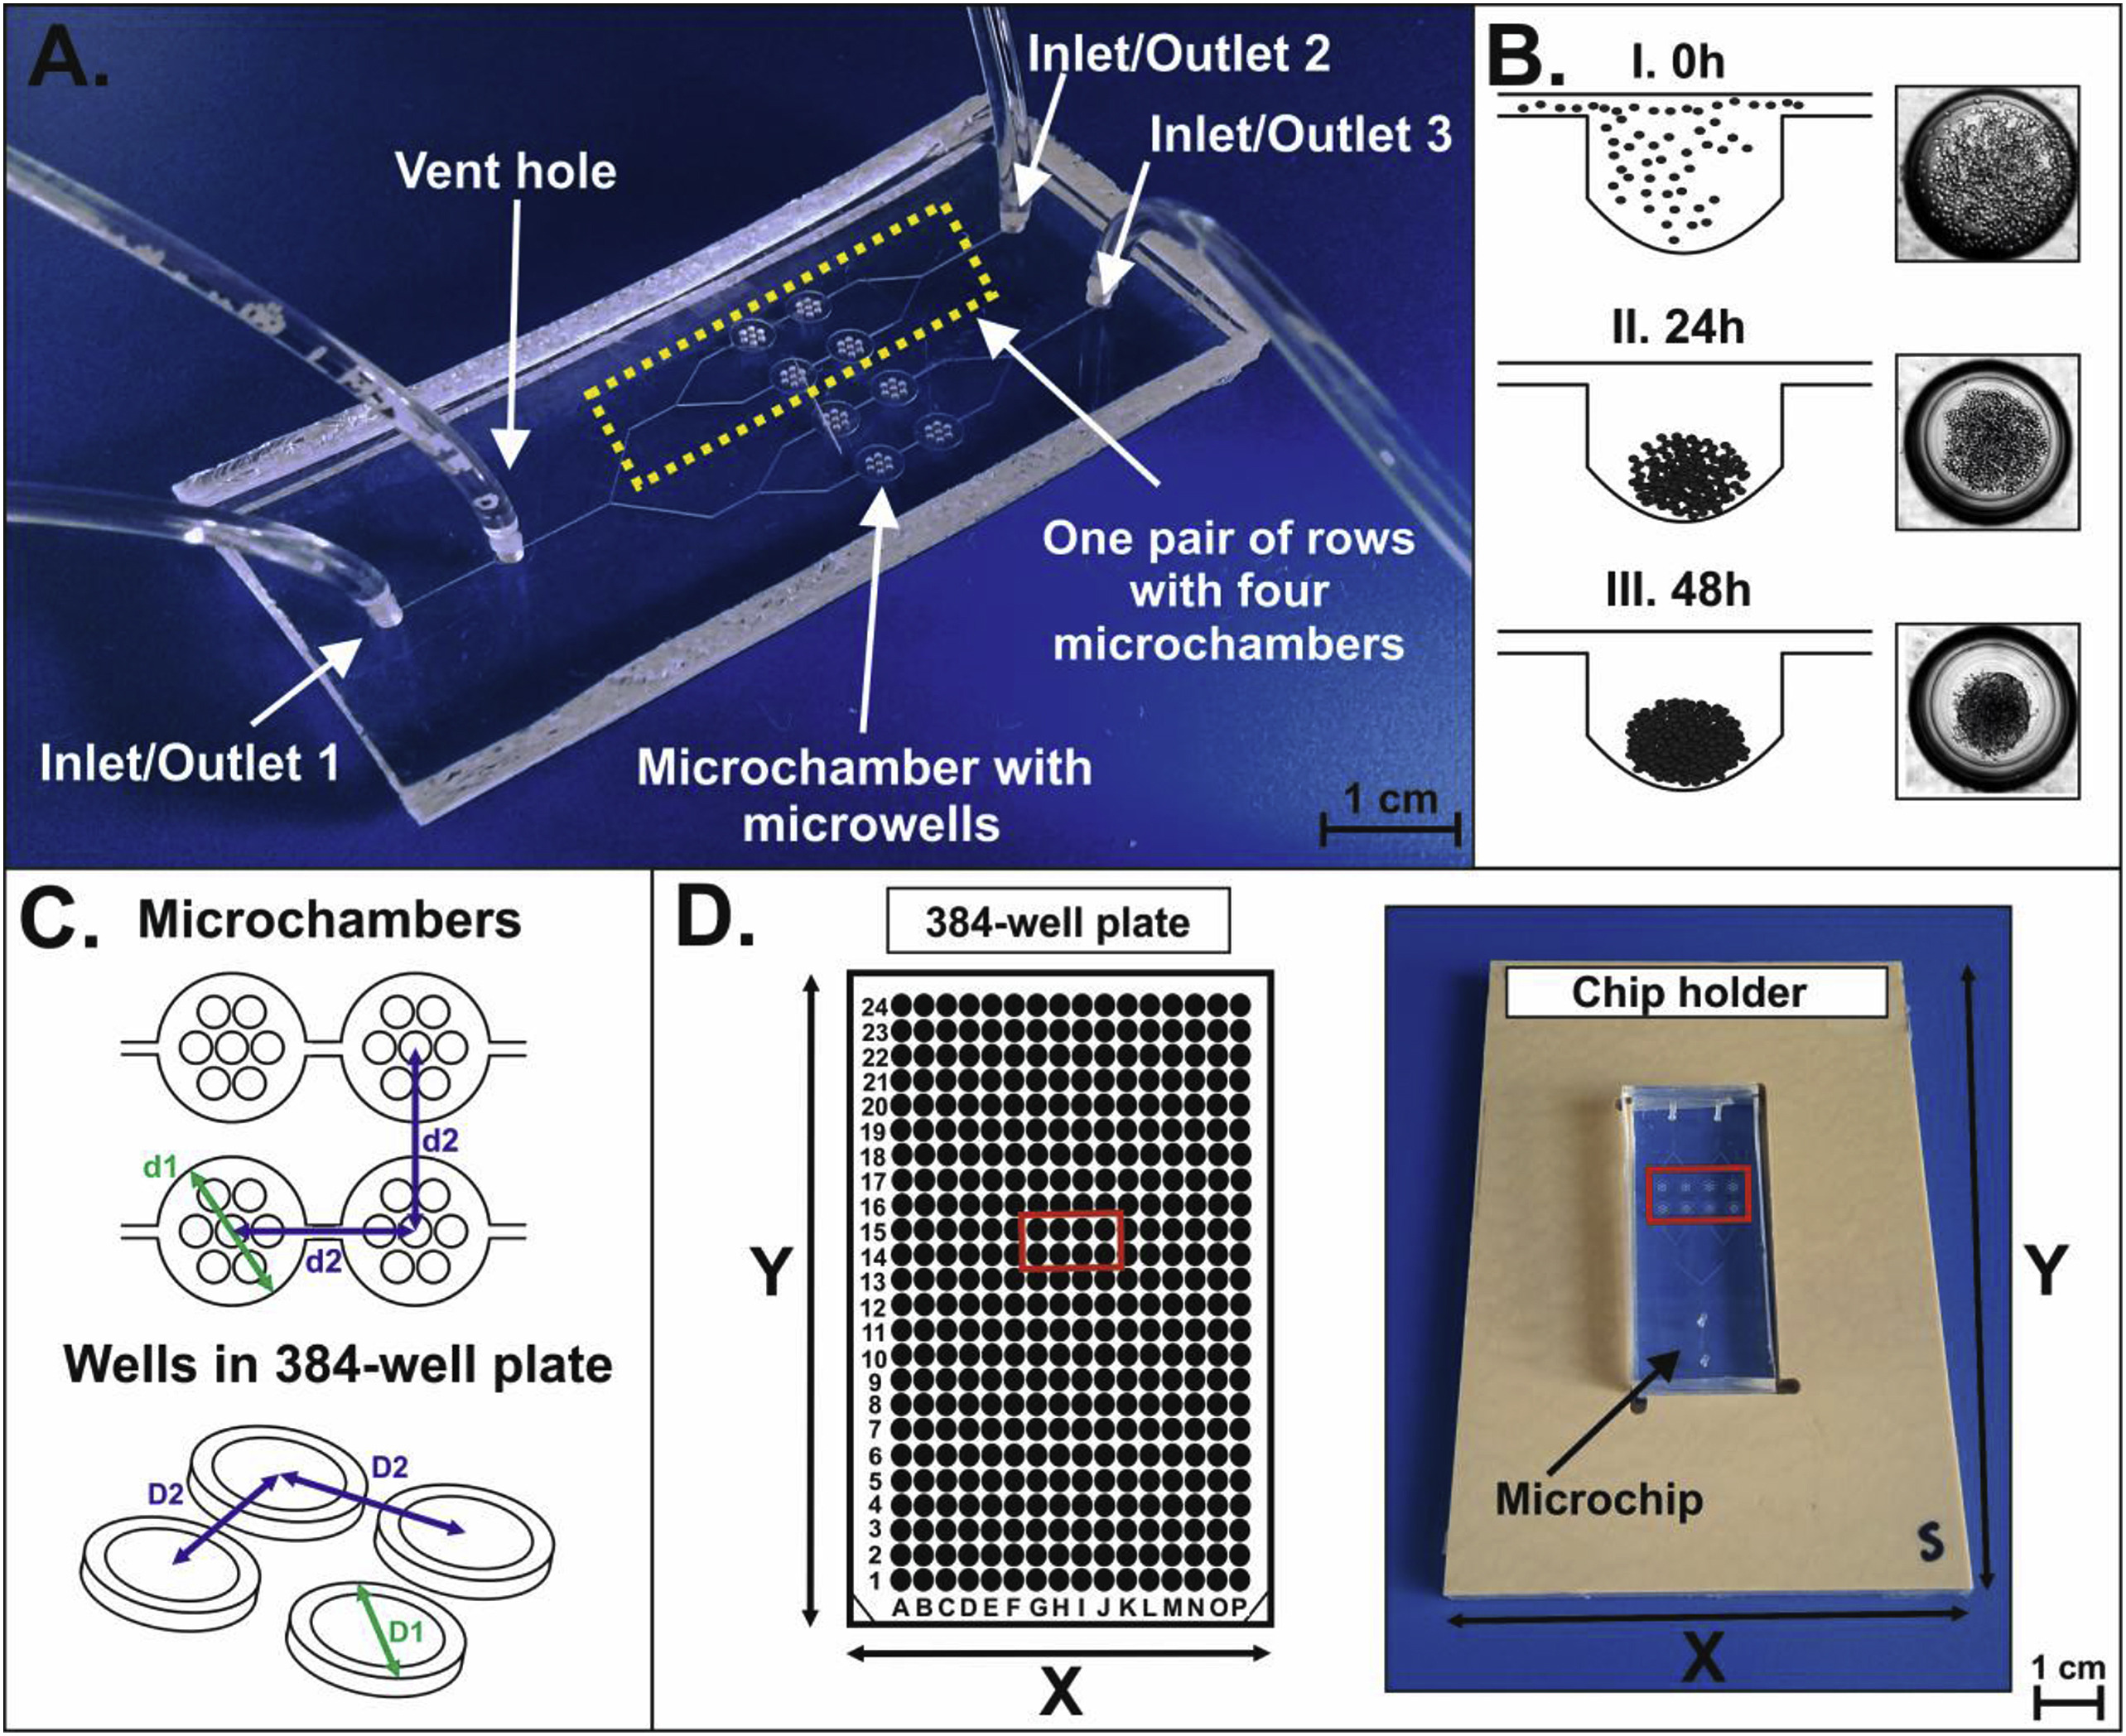 A.
Inlet/Outlet 2
Inlet/Outlet 3
Vent hole
One pair of rows
with four
microchambers
Inlet/Outlet 1
Microchamber with
microwells
1 cm
B.
I. 0h
II. 24h
III. 48h
C.
Microchambers
d2
d1
d2
Wells in 384-well plate
D2
D2
D1
D.
384-well plate
24
23
22
21
20
19
18
17
16
15
14
13
12
11
10
9
8
7
6
5
4
3
2
1
A B C D E F G H I J K L M N O P
Y
X
Chip holder
Microchip
S
Y
X
1 cm